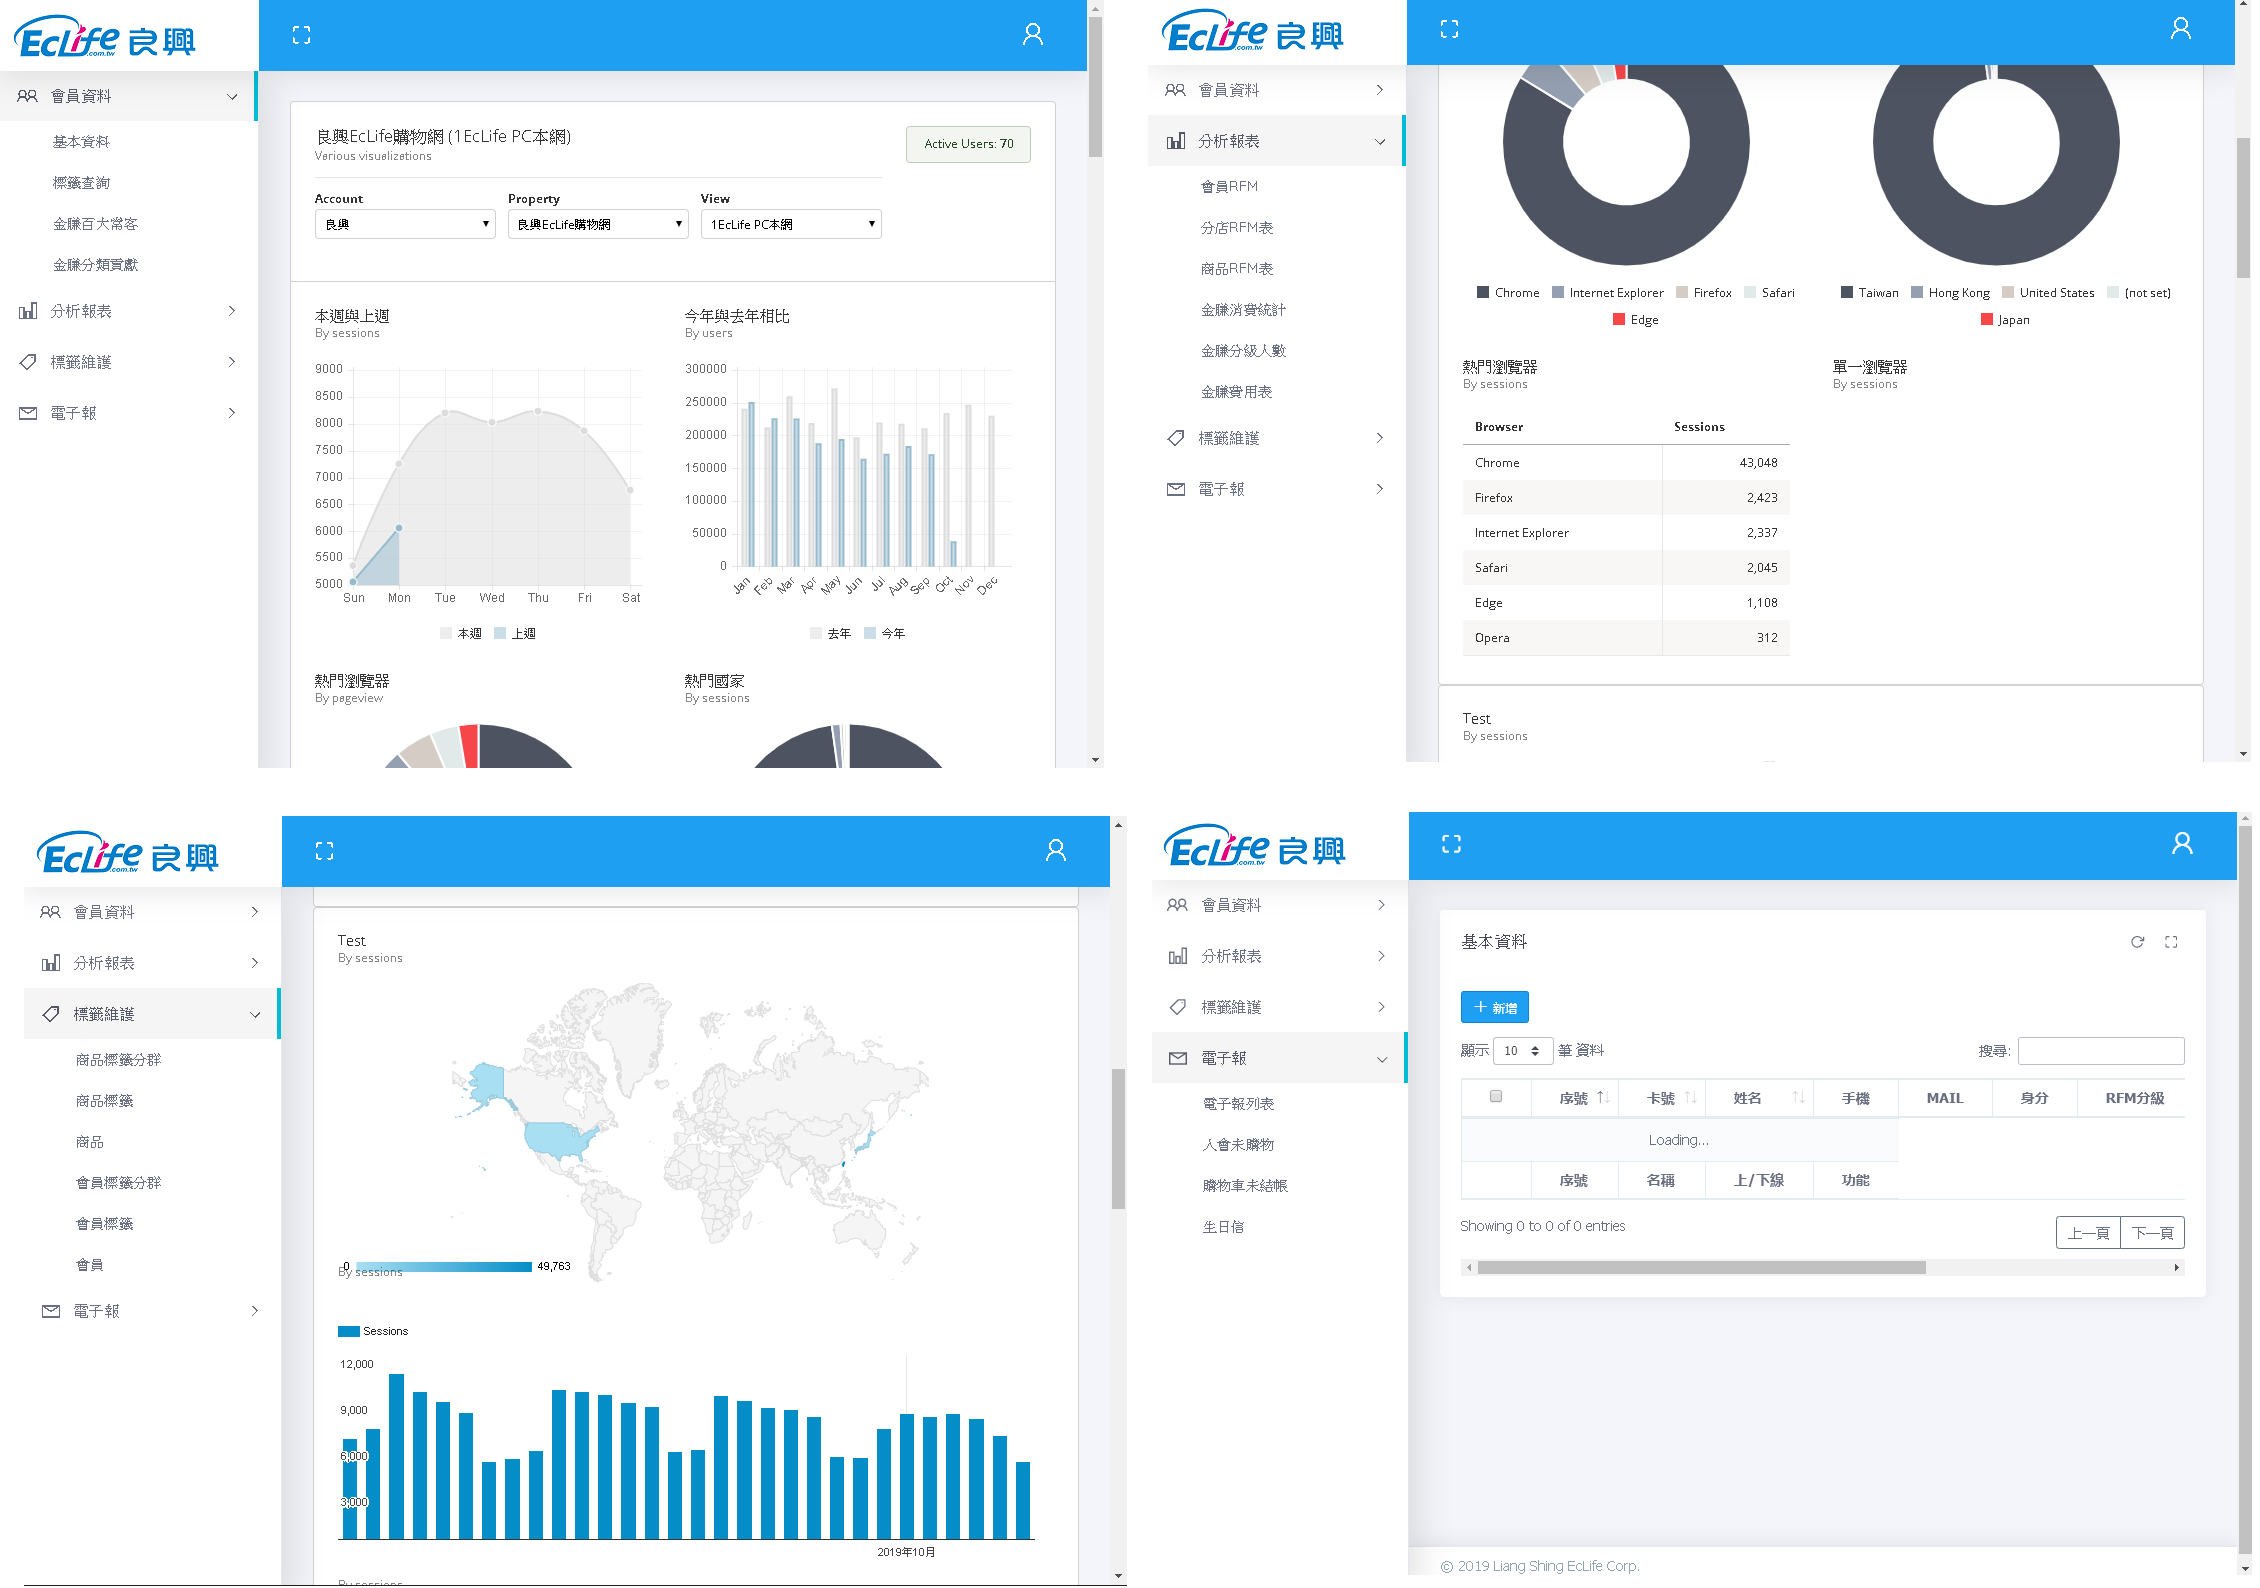 EcLife 良興
.com.tw
會員資料
基本資料
標籤查詢
金賺百大常客
金賺分類貢獻
分析報表
標籤維護
電子報
良興EcLife購物網 (1EcLife PC本網)
Various visualizations
Active Users: 70
Account
Property
View
良興
良興EcLife購物網
1EcLife PC本網
本週與上週
By sessions
9000
8500
8000
7500
7000
6500
6000
5500
5000
Sun Mon Tue Wed Thu Fri Sat
本週 上週
今年與去年相比
By users
300000
250000
200000
150000
100000
50000
0
Jan Feb Mar Apr May Jun Jul Aug Sep Oct Nov Dec
去年 今年
熱門瀏覽器
By pageview
熱門國家
By sessions
EcLife 良興
.com.tw
會員資料
分析報表
會員RFM
分店RFM表
商品RFM表
金賺消費統計
金賺分級人數
金賺費用表
標籤維護
電子報
Chrome Internet Explorer Firefox Safari
Edge
Taiwan Hong Kong United States (not set)
Japan
熱門瀏覽器
By sessions
單一瀏覽器
By sessions
Browser Sessions
Chrome 43,048
Firefox 2,423
Internet Explorer 2,337
Safari 2,045
Edge 1,108
Opera 312
Test
By sessions
EcLife 良興
.com.tw
會員資料
分析報表
標籤維護
商品標籤分群
商品標籤
商品
會員標籤分群
會員標籤
會員
電子報
Test
By sessions
0 49,763
By sessions
Sessions
12,000
9,000
6,000
3,000
2019年10月
By sessions
EcLife 良興
.com.tw
會員資料
分析報表
標籤維護
電子報
電子報列表
入會未購物
購物車未結帳
生日信
基本資料
新增
顯示 10 筆 資料
搜尋:
序號 卡號 姓名 手機 MAIL 身分 RFM分級
Loading...
序號 名稱 上/下線 功能
Showing 0 to 0 of 0 entries
上一頁 下一頁
© 2019 Liang Shing EcLife Corp.